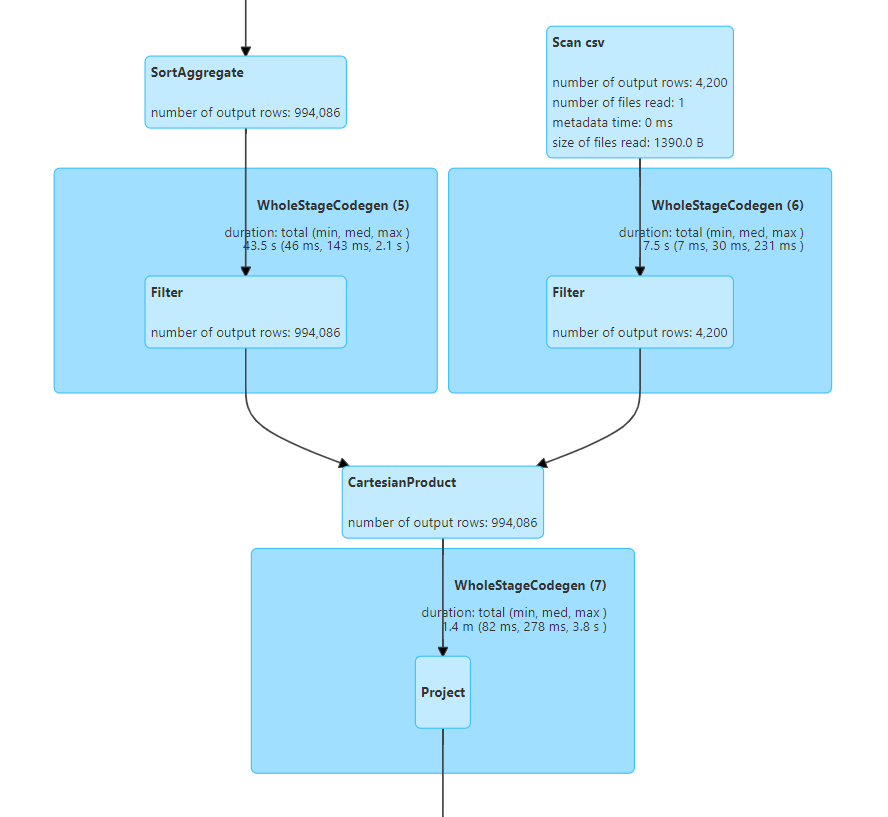 SortAggregate
number of output rows: 994,086
Scan csv
number of output rows: 4,200
number of files read: 1
metadata time: 0 ms
size of files read: 1390.0 B
WholeStageCodegen (5)
duration: total (min, med, max )
43.5 s (46 ms, 143 ms, 2.1 s )
Filter
number of output rows: 994,086
WholeStageCodegen (6)
duration: total (min, med, max )
7.5 s (7 ms, 30 ms, 231 ms )
Filter
number of output rows: 4,200
CartesianProduct
number of output rows: 994,086
WholeStageCodegen (7)
duration: total (min, med, max )
1.4 m (82 ms, 278 ms, 3.8 s )
Project